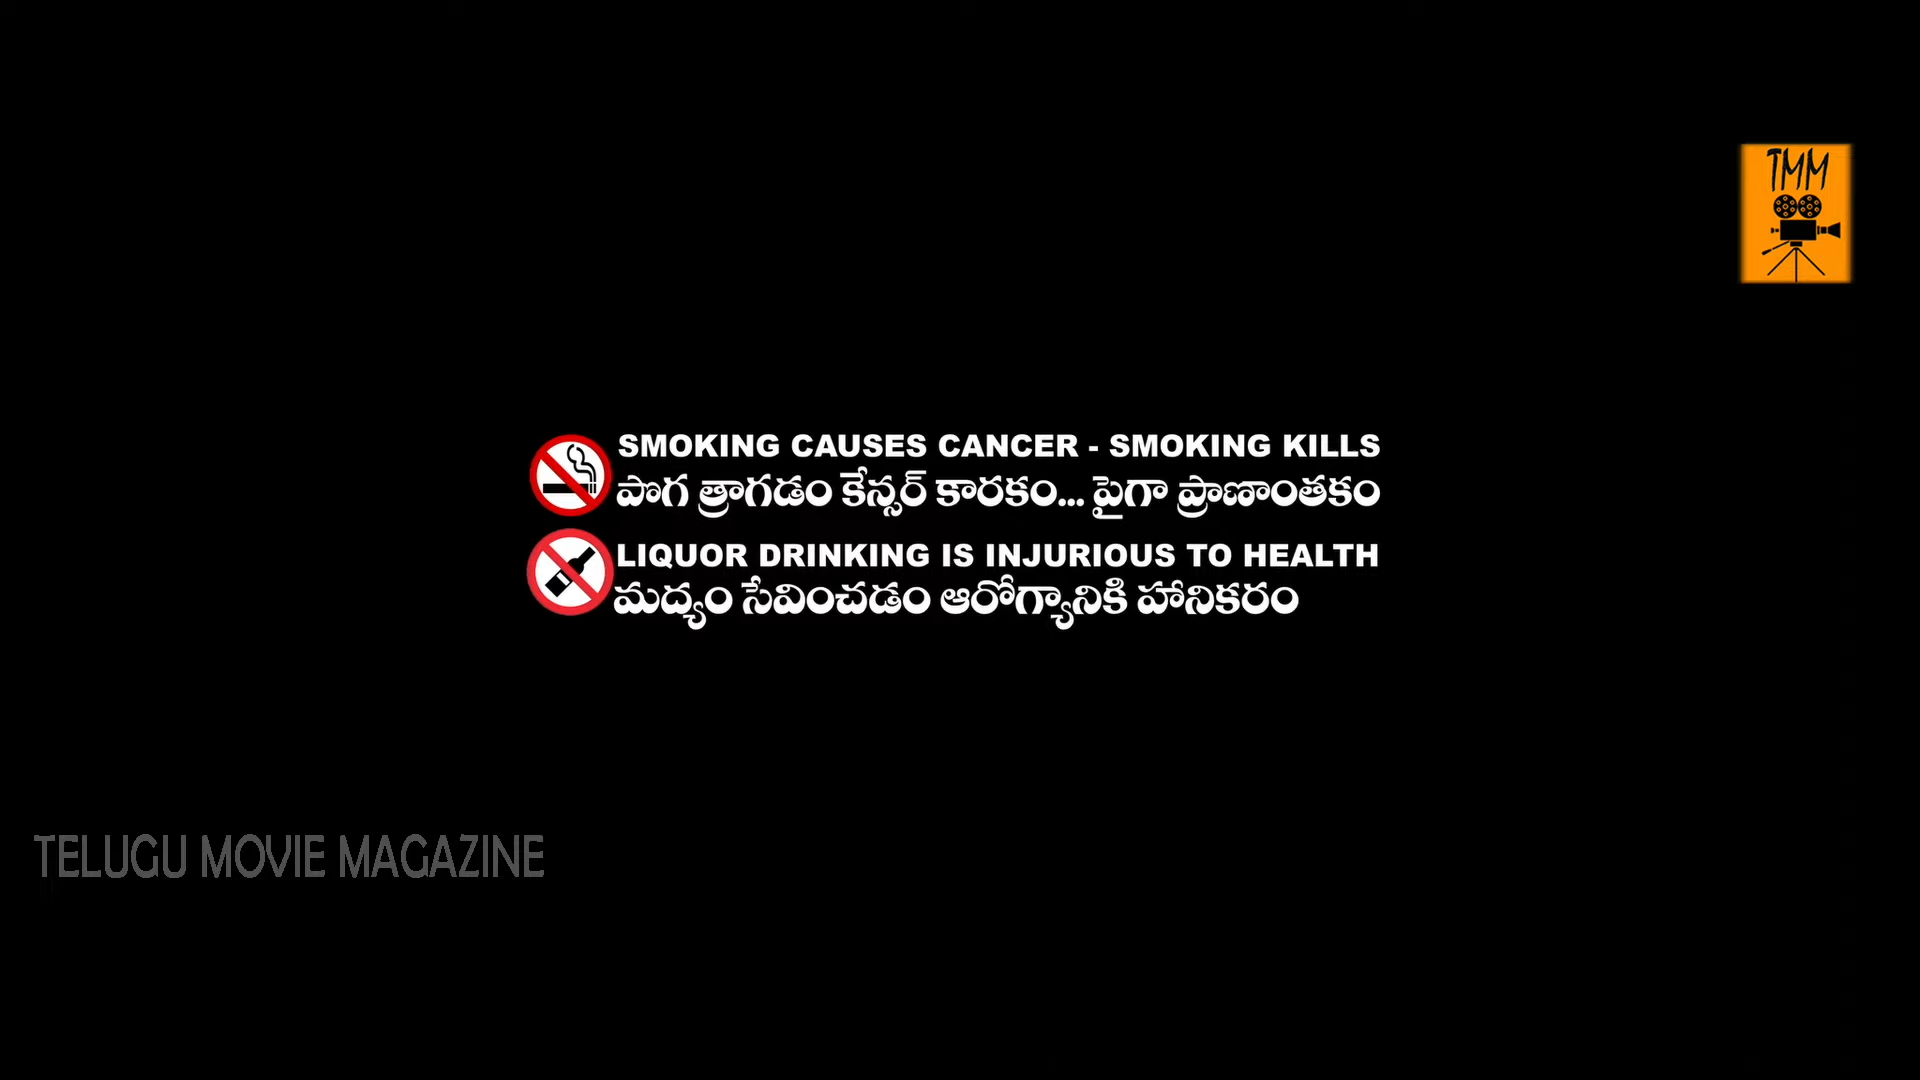 TMM
SMOKING CAUSES CANCER - SMOKING KILLS
పొగ త్రాగడం కేన్సర్ కారకం... పైగా ప్రాణాంతకం
LIQUOR DRINKING IS INJURIOUS TO HEALTH
మద్యం సేవించడం ఆరోగ్యానికి హానికరం
TELUGU MOVIE MAGAZINE